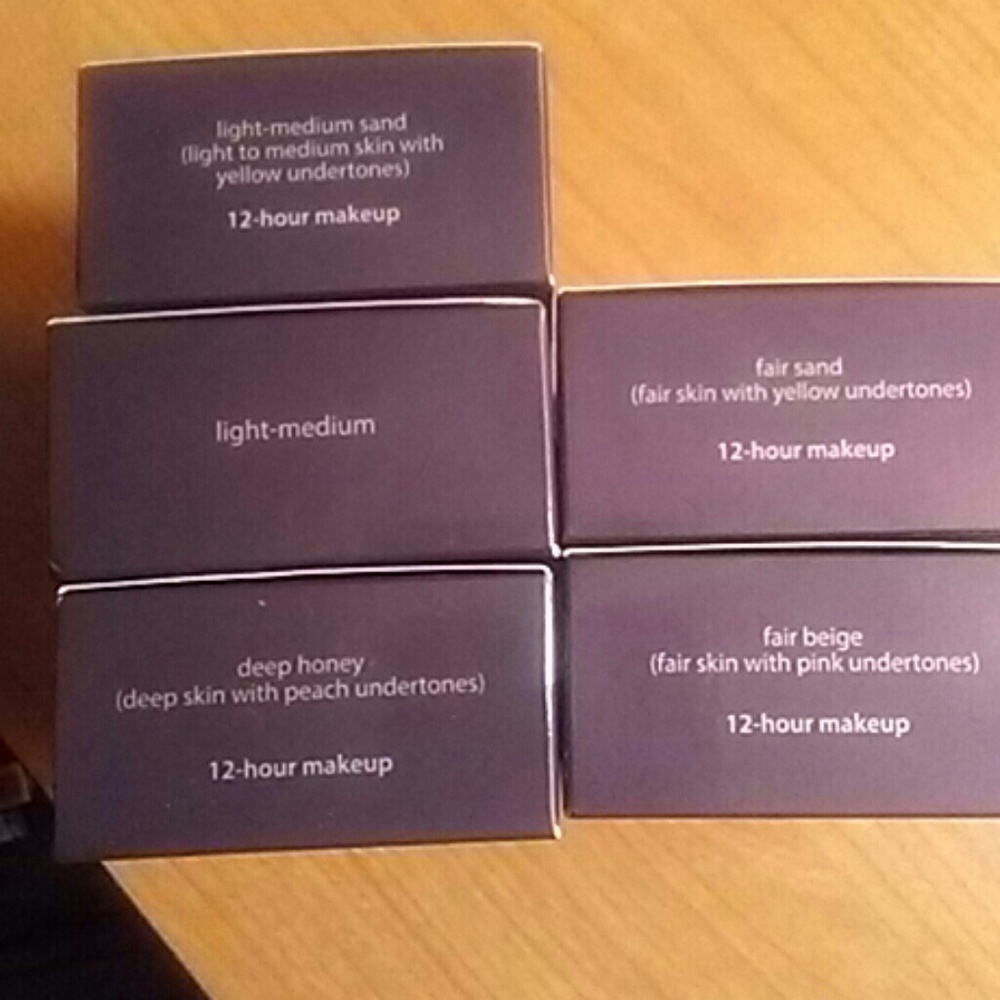 light-medium sand
(light to medium skin with
yellow undertones)
12-hour makeup
light-medium
deep honey
(deep skin with peach undertones)
12-hour makeup
fair sand
(fair skin with yellow undertones)
12-hour makeup
fair beige
(fair skin with pink undertones)
12-hour makeup